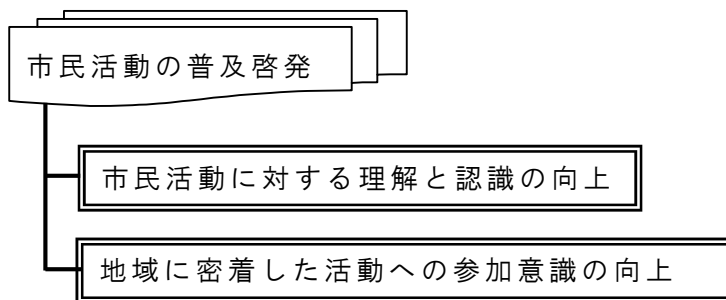 市民活動の普及啓発
市民活動に対する理解と認識の向上
地域に密着した活動への参加意識の向上